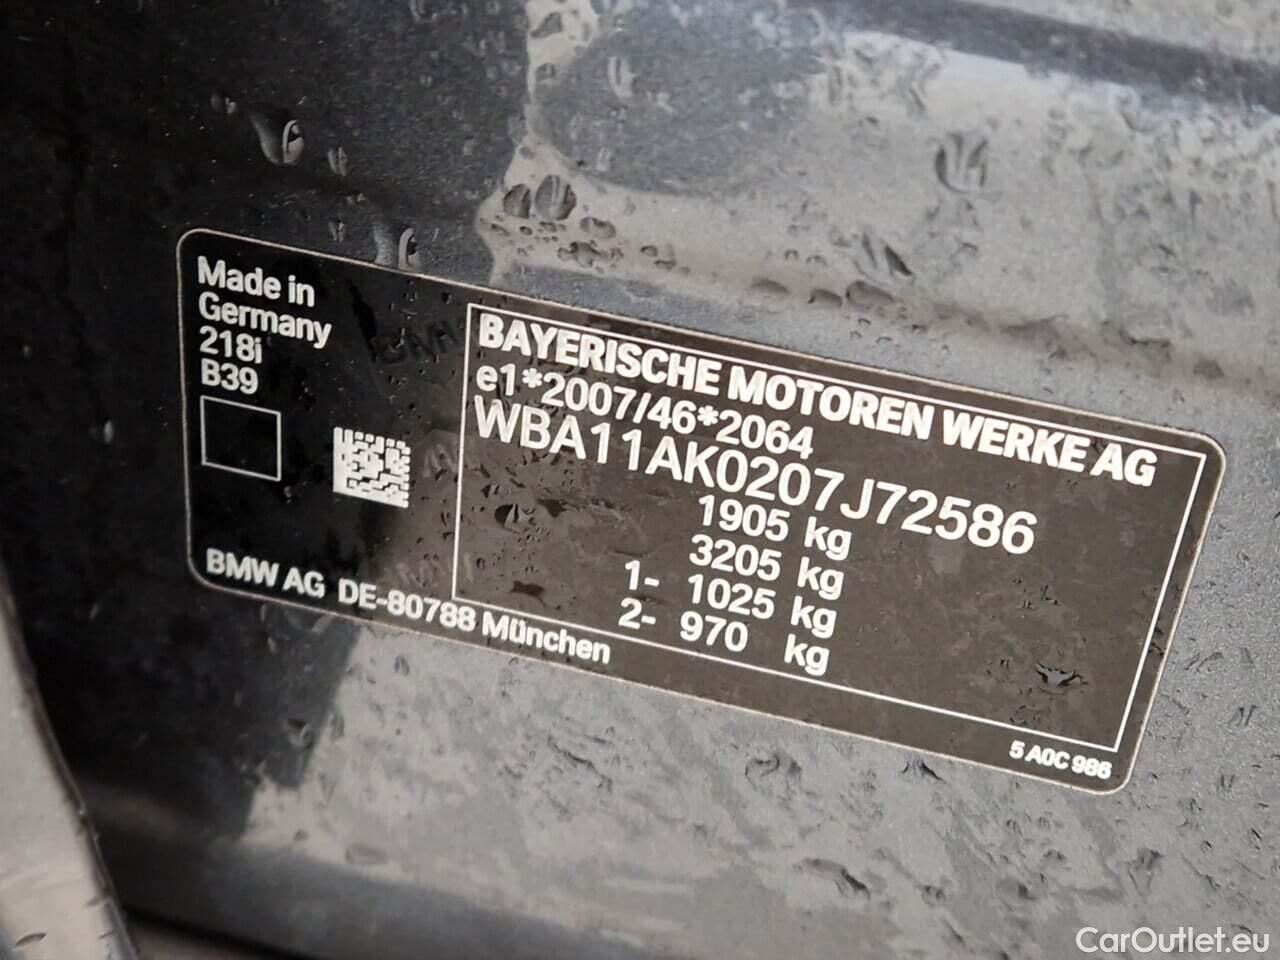 Made in
Germany
218i
B39
BAYERISCHE MOTOREN WERKE AG
e1*2007/46*2064
WBA11AK0207J72586
1905 kg
3205 kg
1- 1025 kg
2- 970 kg
BMW AG DE-80788 München
5 A0C 986
CarOutlet.eu